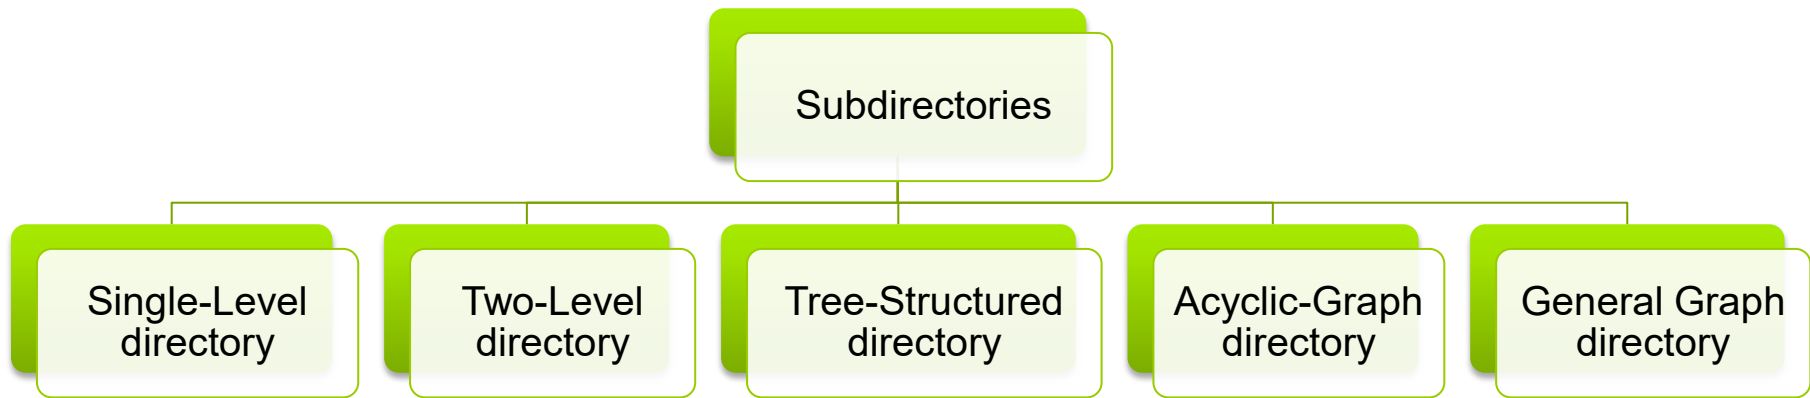 Subdirectories
Single-Level
directory
Two-Level
directory
Tree-Structured
directory
Acyclic-Graph
directory
General Graph
directory